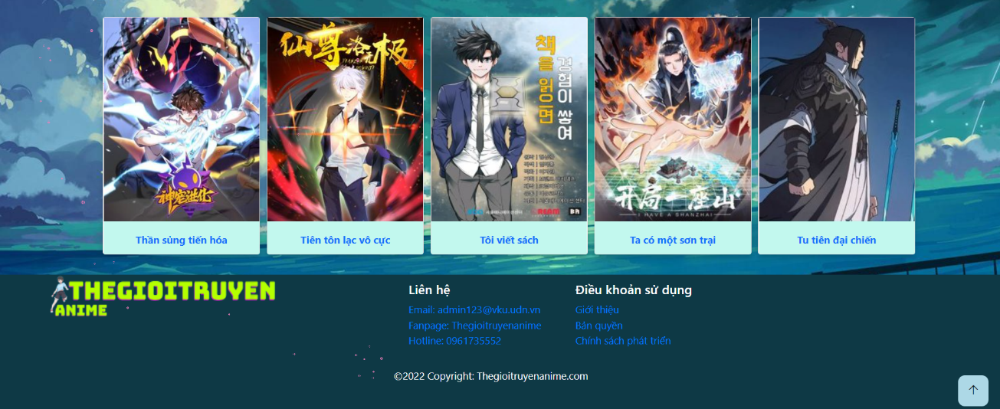 仙尊洛无极
책을 읽으면
경험이 쌓여
神宠进化
开局一座山
I HAVE A SHANZHAI
Thần sủng tiến hóa
Tiên tôn lạc vô cực
Tôi viết sách
Ta có một sơn trại
Tu tiên đại chiến
THEGIOITRUYEN
ANIME
Liên hệ
Email: admin123@vku.udn.vn
Fanpage: Thegioitruyenanime
Hotline: 0961735552
Điều khoản sử dụng
Giới thiệu
Bản quyền
Chính sách phát triển
©2022 Copyright: Thegioitruyenanime.com